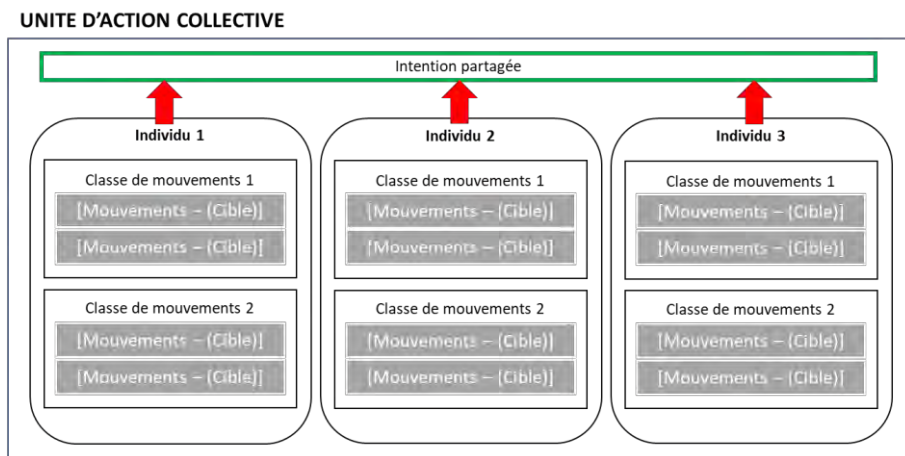 UNITE D'ACTION COLLECTIVE
Intention partagée
Individu 1
Classe de mouvements 1
[Mouvements – (Cible)]
[Mouvements – (Cible)]
Classe de mouvements 2
[Mouvements – (Cible)]
[Mouvements – (Cible)]
Individu 2
Classe de mouvements 1
[Mouvements – (Cible)]
[Mouvements – (Cible)]
Classe de mouvements 2
[Mouvements – (Cible)]
[Mouvements – (Cible)]
Individu 3
Classe de mouvements 1
[Mouvements – (Cible)]
[Mouvements – (Cible)]
Classe de mouvements 2
[Mouvements – (Cible)]
[Mouvements – (Cible)]